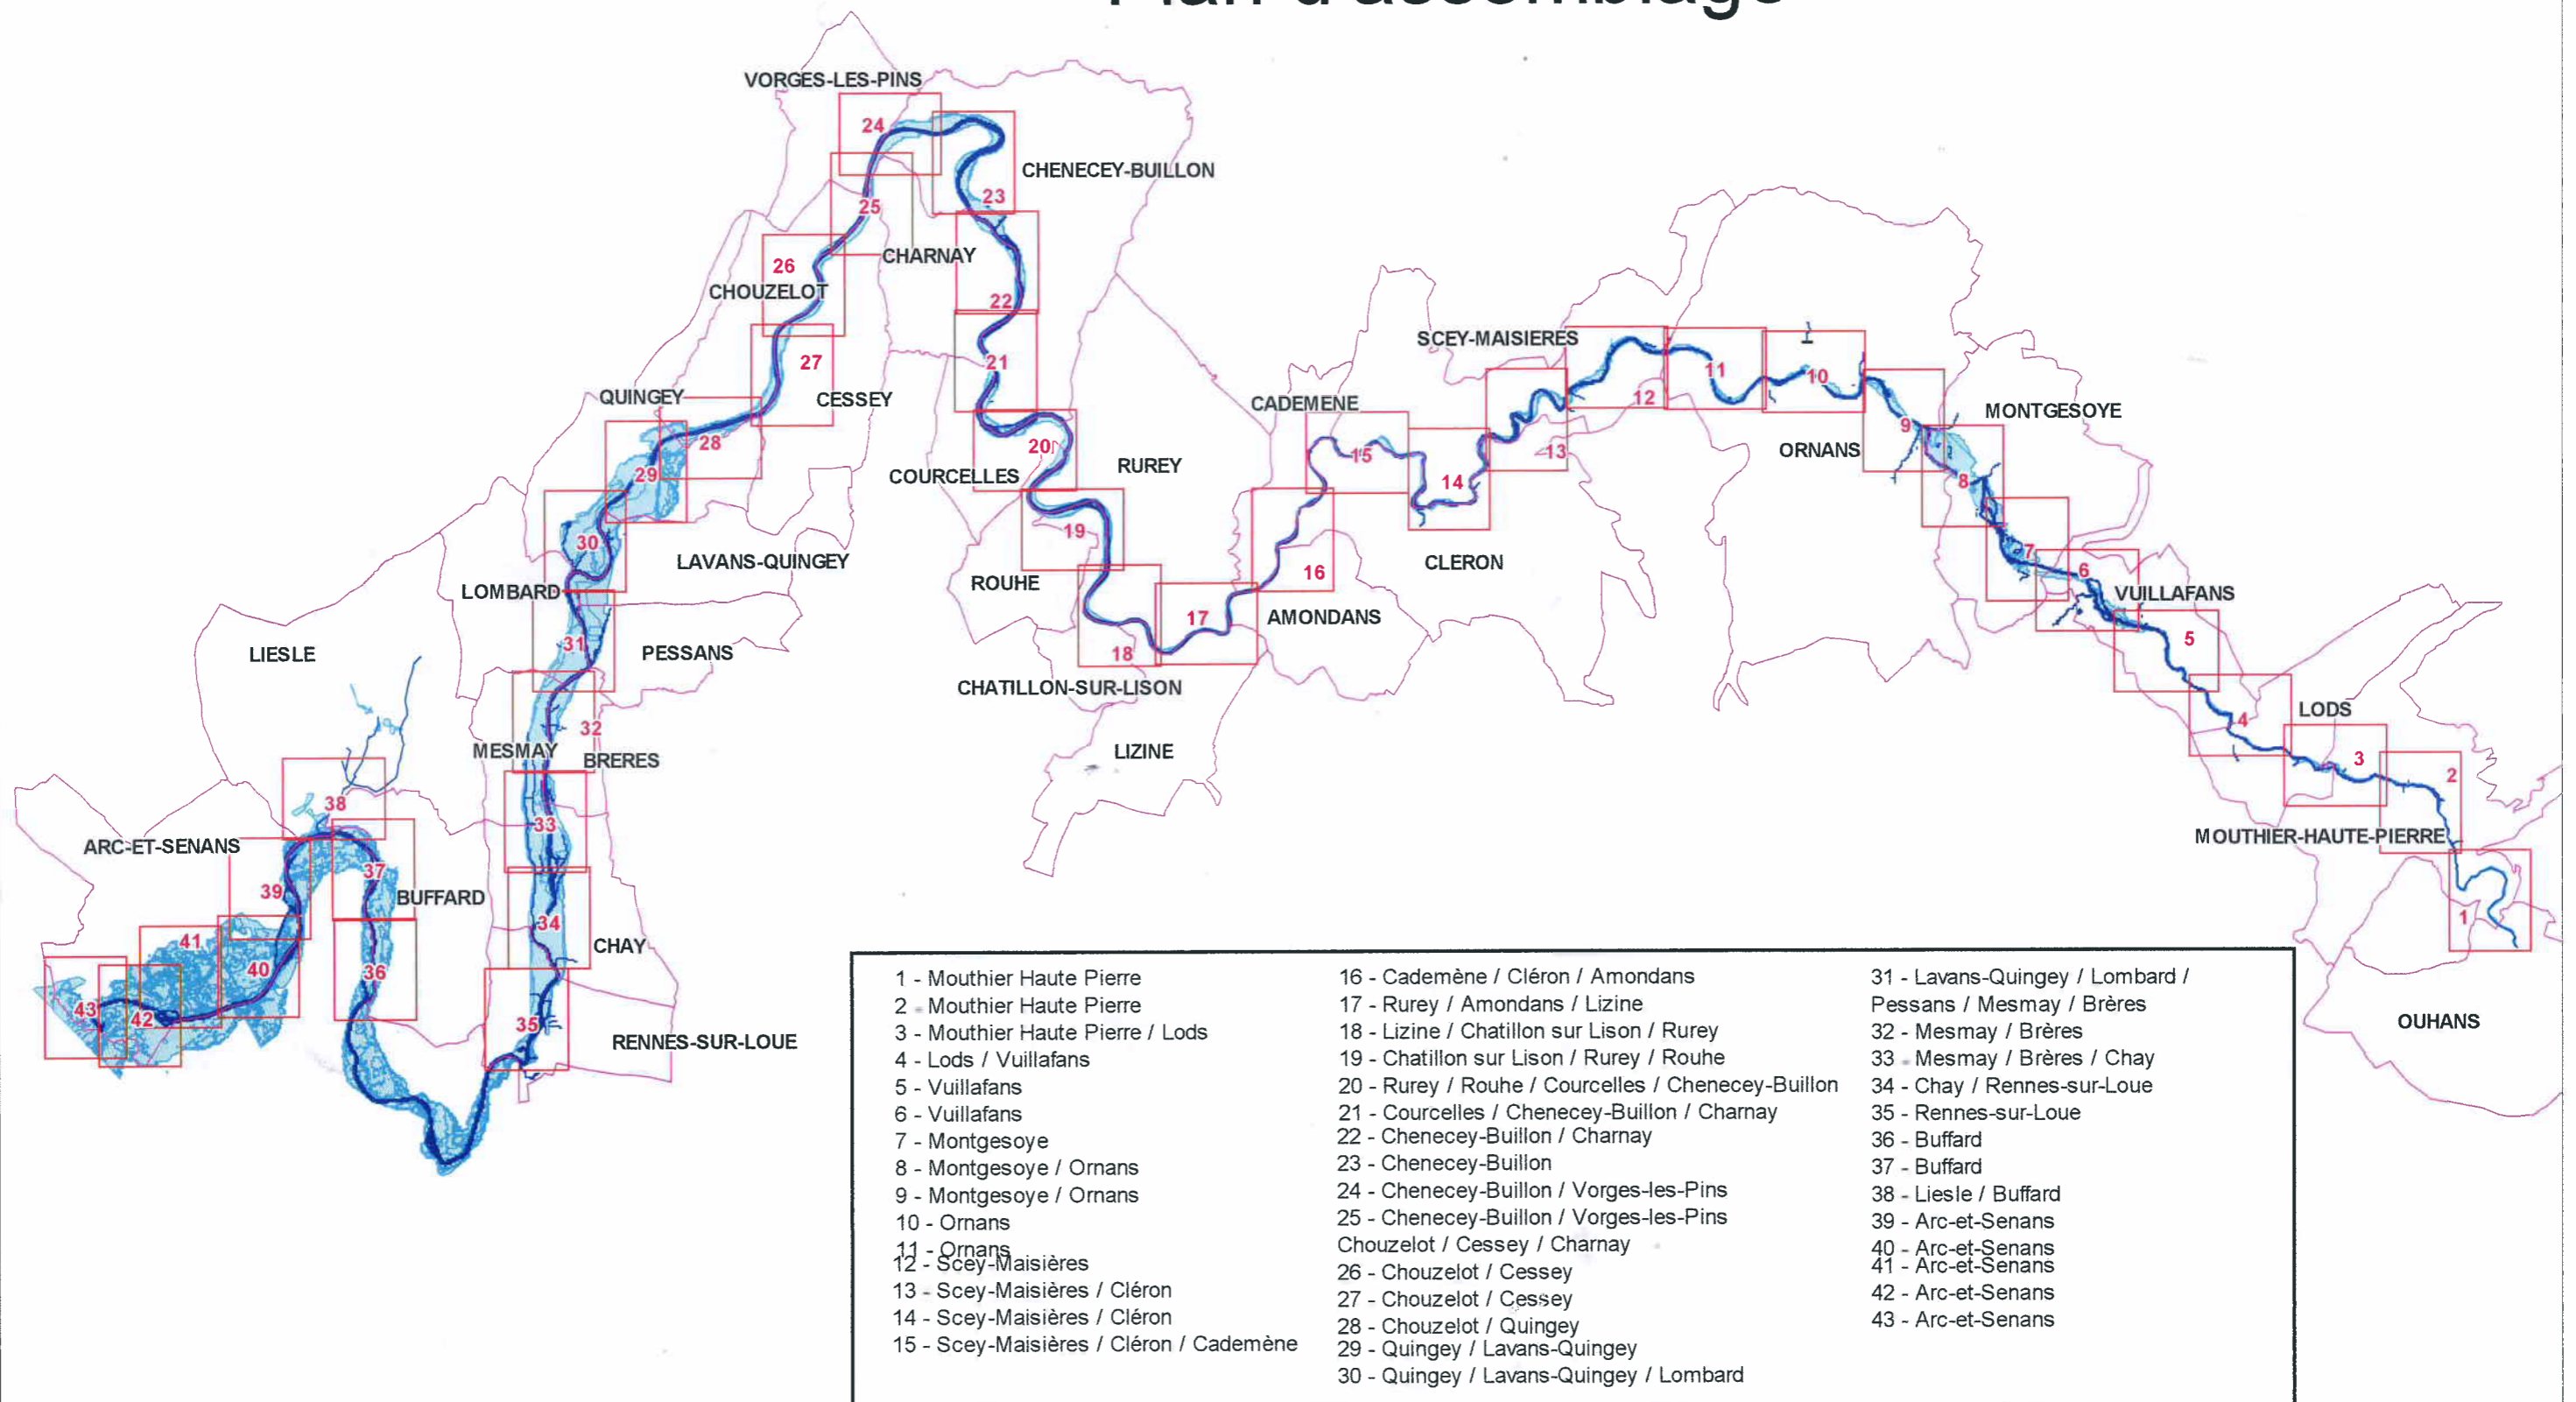 Plan d'assemblage
VORGES-LES-PINS
24
CHENECEY-BUILLON
23
25
CHARNAY
26
CHOUZELOT
22
27
21
SCEY-MAISIERES
11
10
12
QUINGEY
CESSEY
CADEMENE
MONTGESOYE
9
28
20
15
13
ORNANS
29
COURCELLES
RUREY
14
8
30
19
7
LAVANS-QUINGEY
CLERON
16
6
ROUHE
LOMBARD
VUILLAFANS
17
AMONDANS
5
31
LIESLE
PESSANS
18
CHATILLON-SUR-LISON
LODS
4
32
MESMAY
BRERES
LIZINE
3
2
38
33
ARC-ET-SENANS
MOUTHIER-HAUTE-PIERRE
37
39
BUFFARD
1
34
41
CHAY
40
36
43
42
35
RENNES-SUR-LOUE
OUHANS
1 - Mouthier Haute Pierre
2 - Mouthier Haute Pierre
3 - Mouthier Haute Pierre / Lods
4 - Lods / Vuillafans
5 - Vuillafans
6 - Vuillafans
7 - Montgesoye
8 - Montgesoye / Ornans
9 - Montgesoye / Ornans
10 - Ornans
11 - Ornans
12 - Scey-Maisières
13 - Scey-Maisières / Cléron
14 - Scey-Maisières / Cléron
15 - Scey-Maisières / Cléron / Cademène
16 - Cademène / Cléron / Amondans
17 - Rurey / Amondans / Lizine
18 - Lizine / Chatillon sur Lison / Rurey
19 - Chatillon sur Lison / Rurey / Rouhe
20 - Rurey / Rouhe / Courcelles / Chenecey-Buillon
21 - Courcelles / Chenecey-Buillon / Charnay
22 - Chenecey-Buillon / Charnay
23 - Chenecey-Buillon
24 - Chenecey-Buillon / Vorges-les-Pins
25 - Chenecey-Buillon / Vorges-les-Pins
Chouzelot / Cessey / Charnay
26 - Chouzelot / Cessey
27 - Chouzelot / Cessey
28 - Chouzelot / Quingey
29 - Quingey / Lavans-Quingey
30 - Quingey / Lavans-Quingey / Lombard
31 - Lavans-Quingey / Lombard /
Pessans / Mesmay / Brères
32 - Mesmay / Brères
33 - Mesmay / Brères / Chay
34 - Chay / Rennes-sur-Loue
35 - Rennes-sur-Loue
36 - Buffard
37 - Buffard
38 - Liesle / Buffard
39 - Arc-et-Senans
40 - Arc-et-Senans
41 - Arc-et-Senans
42 - Arc-et-Senans
43 - Arc-et-Senans